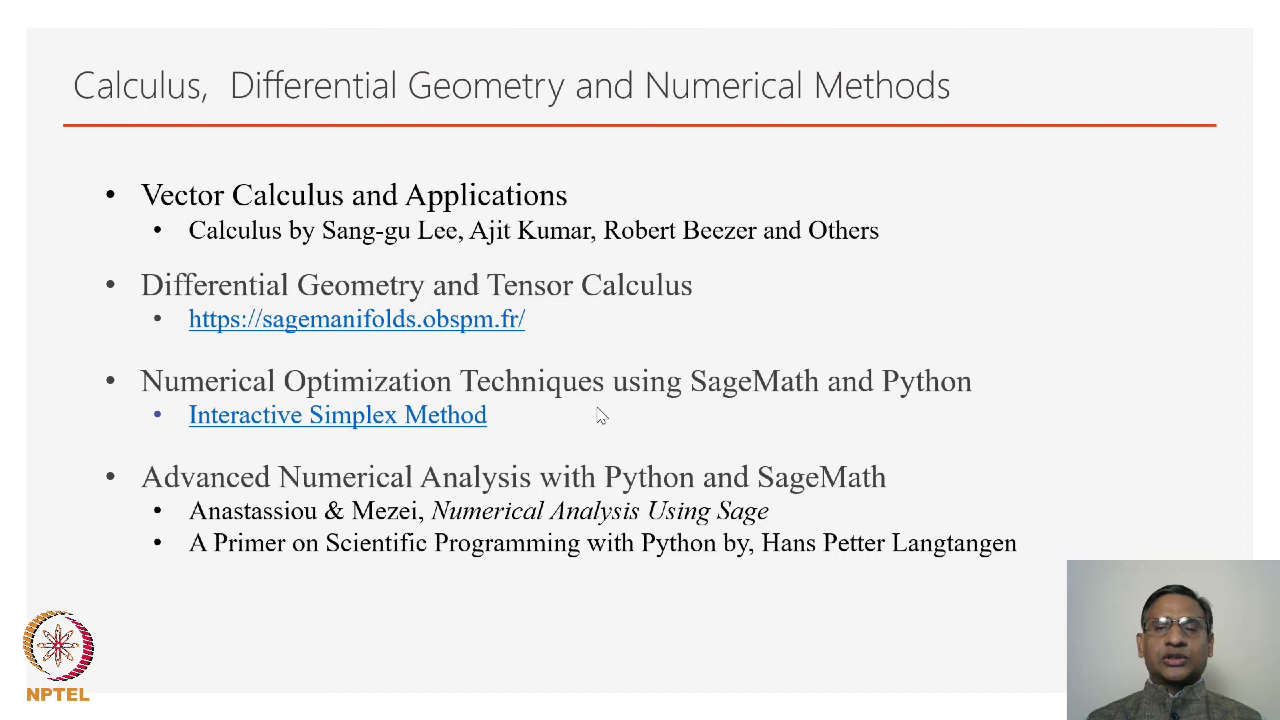 Calculus, Differential Geometry and Numerical Methods
• Vector Calculus and Applications
• Calculus by Sang-gu Lee, Ajit Kumar, Robert Beezer and Others
• Differential Geometry and Tensor Calculus
• https://sagemanifolds.obspm.fr/
• Numerical Optimization Techniques using SageMath and Python
• Interactive Simplex Method
• Advanced Numerical Analysis with Python and SageMath
• Anastassiou & Mezei, Numerical Analysis Using Sage
• A Primer on Scientific Programming with Python by, Hans Petter Langtangen
NPTEL